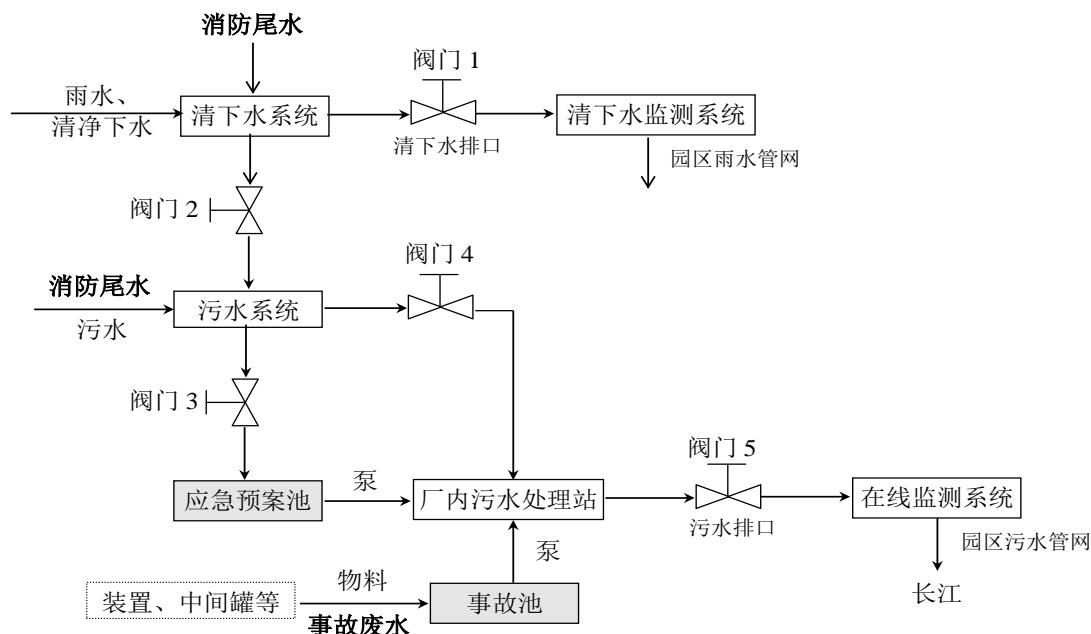 消防尾水
阀门 1
雨水、
清净下水
清下水系统
清下水监测系统
清下水排口
园区雨水管网
阀门 2
阀门 4
消防尾水
污水
污水系统
阀门 3
阀门 5
应急预案池
泵
厂内污水处理站
在线监测系统
污水排口
园区污水管网
泵
长江
装置、中间罐等
物料
事故废水
事故池